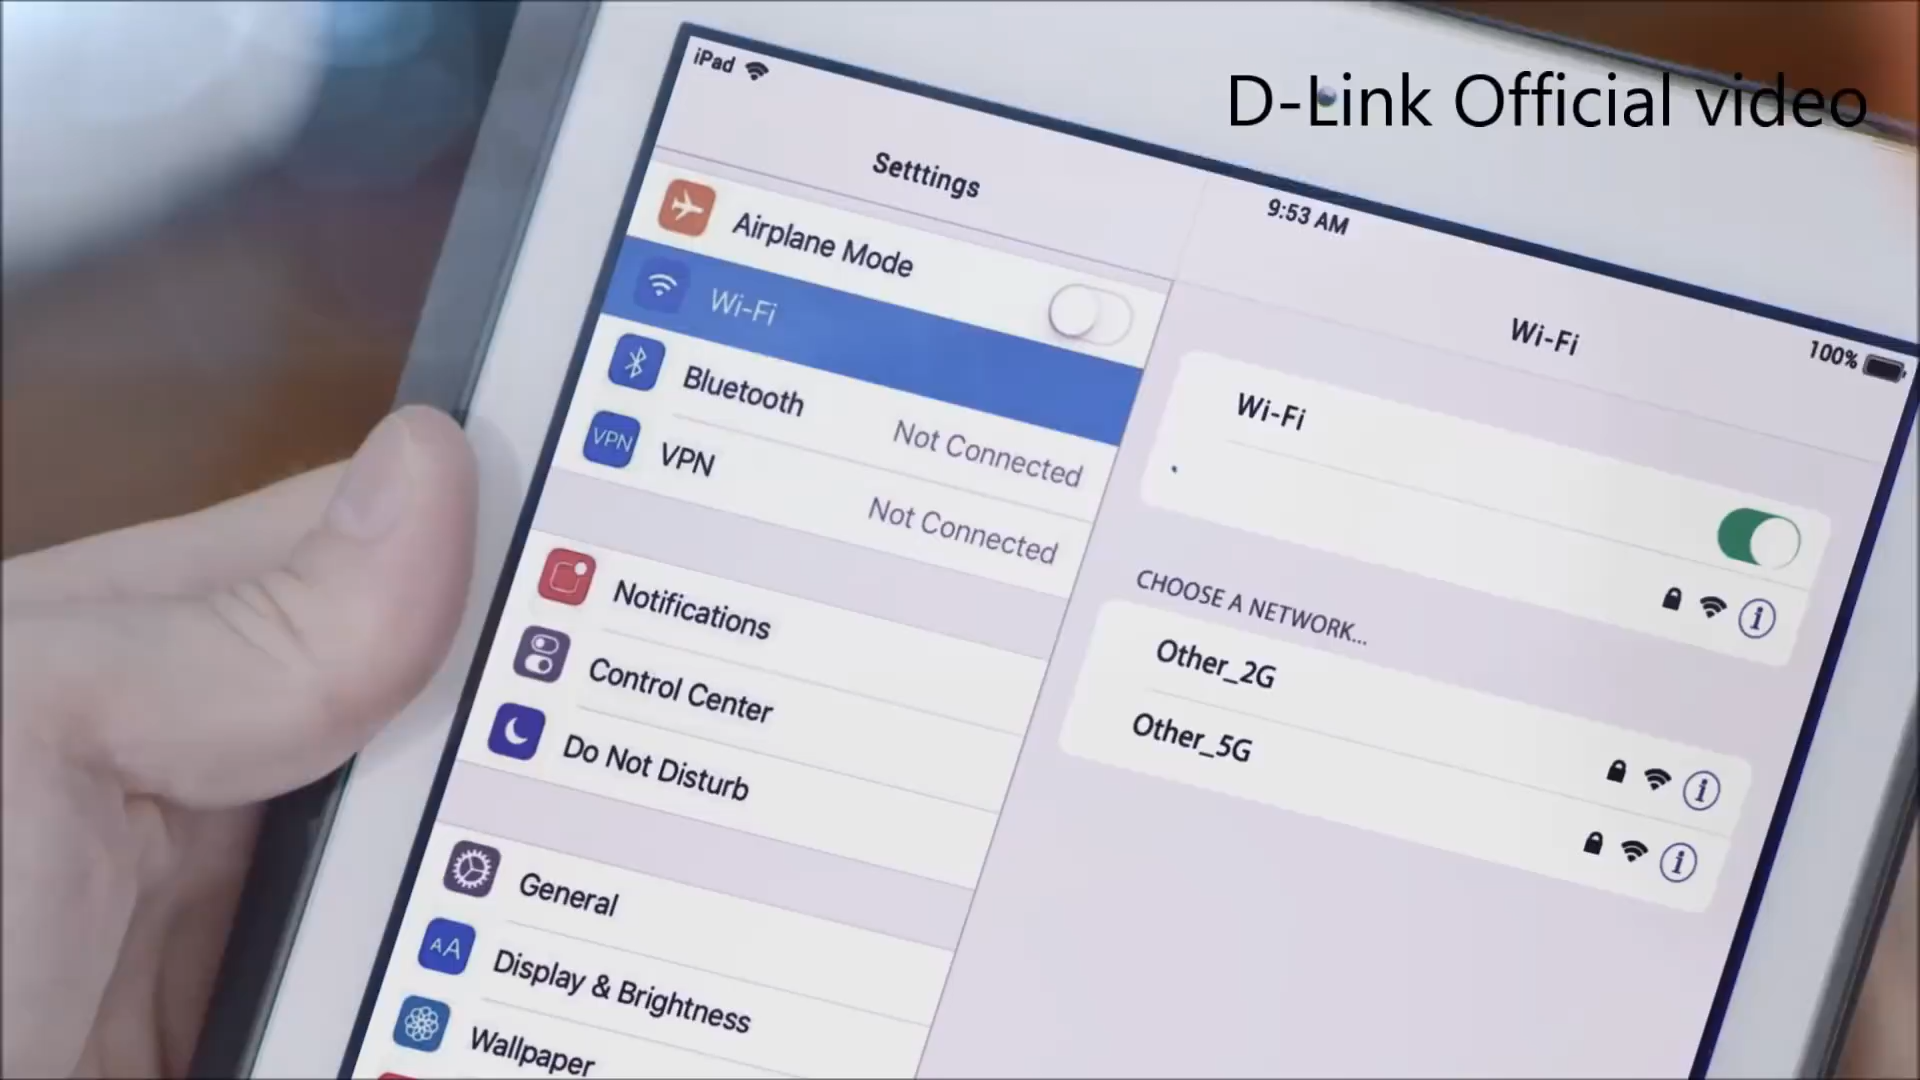 D-Link Official video
iPad
9:53 AM
100%
Setttings
Airplane Mode
Wi-Fi
Bluetooth
Not Connected
VPN
VPN
Not Connected
Notifications
Control Center
Do Not Disturb
General
AA
Display & Brightness
Wallpaper
Wi-Fi
Wi-Fi
CHOOSE A NETWORK...
Other_2G
Other_5G